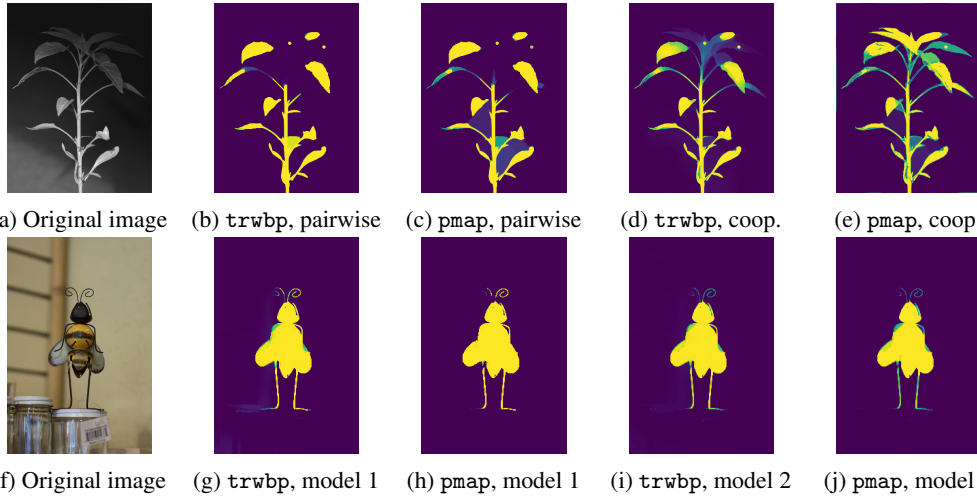 a) Original image (b) trwbp, pairwise (c) pmap, pairwise (d) trwbp, coop. (e) pmap, coop
f) Original image (g) trwbp, model 1 (h) pmap, model 1 (i) trwbp, model 2 (j) pmap, model